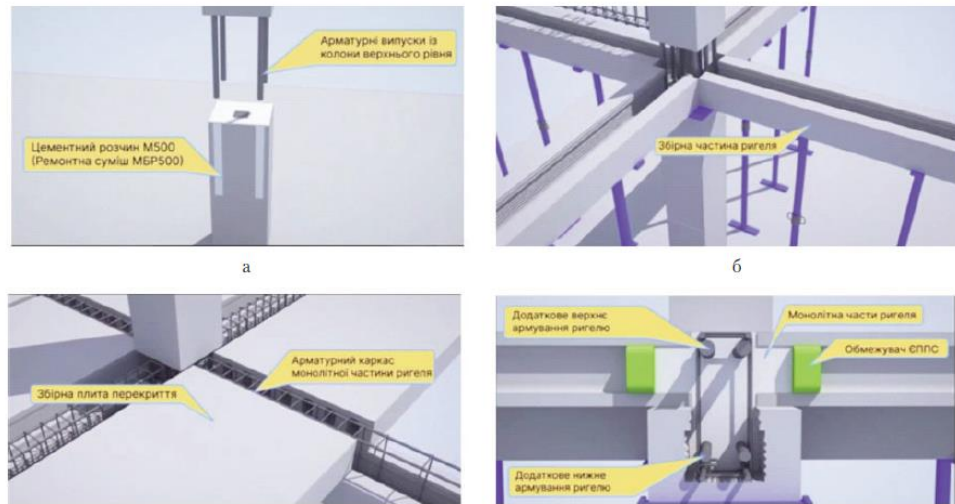 Арматурні випуски із
колони верхнього рівня
Цементний розчин М500
(Ремонтна суміш МБР500)
а
Збірна частина ригеля
б
Арматурний каркас
монолітної частини ригеля
Збірна плита перекриття
Додаткове верхнє
армування ригелю
Монолітна части ригеля
Обмежувач ЄППС
Додаткове нижнє
армування ригелю